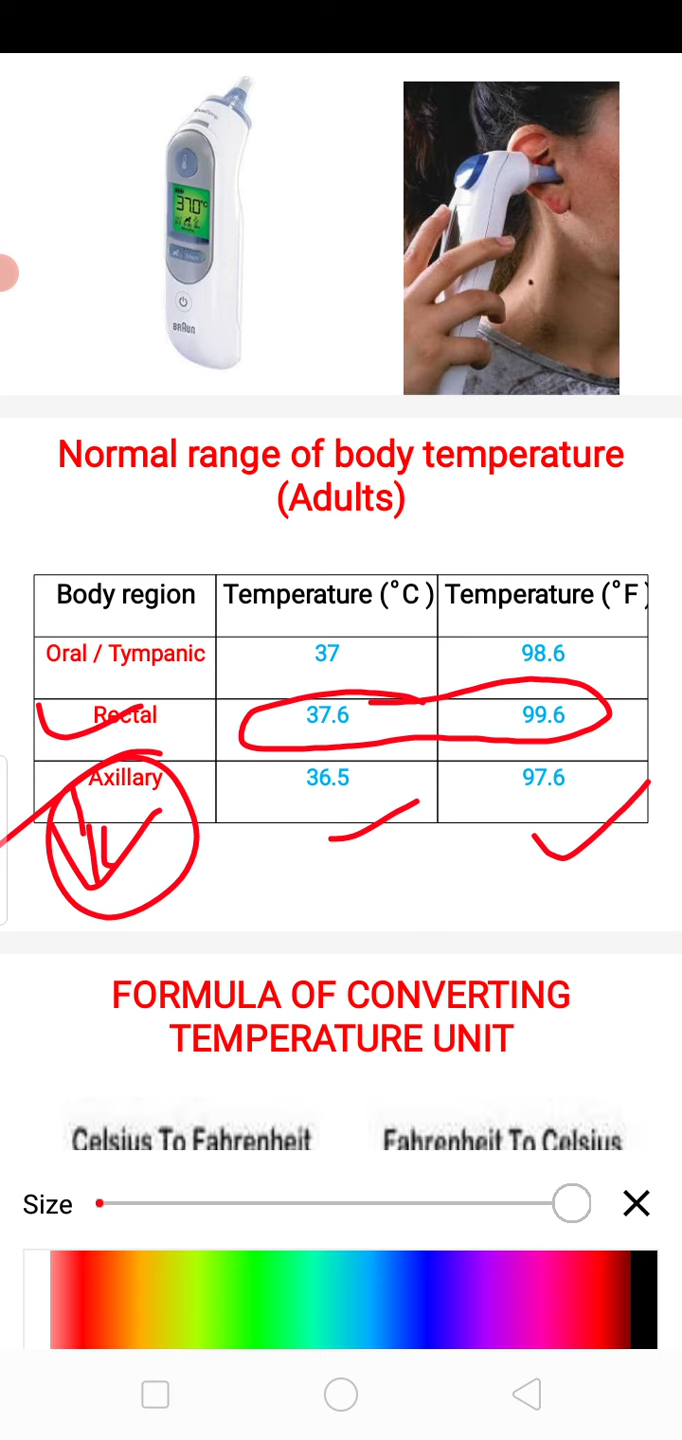 37.0°C
BRAUN
Normal range of body temperature
(Adults)
Body region Temperature (°C) Temperature (°F)
Oral / Tympanic 37 98.6
Rectal 37.6 99.6
Axillary 36.5 97.6
FORMULA OF CONVERTING
TEMPERATURE UNIT
Celsius To Fahrenheit Fahrenheit To Celsius
Size